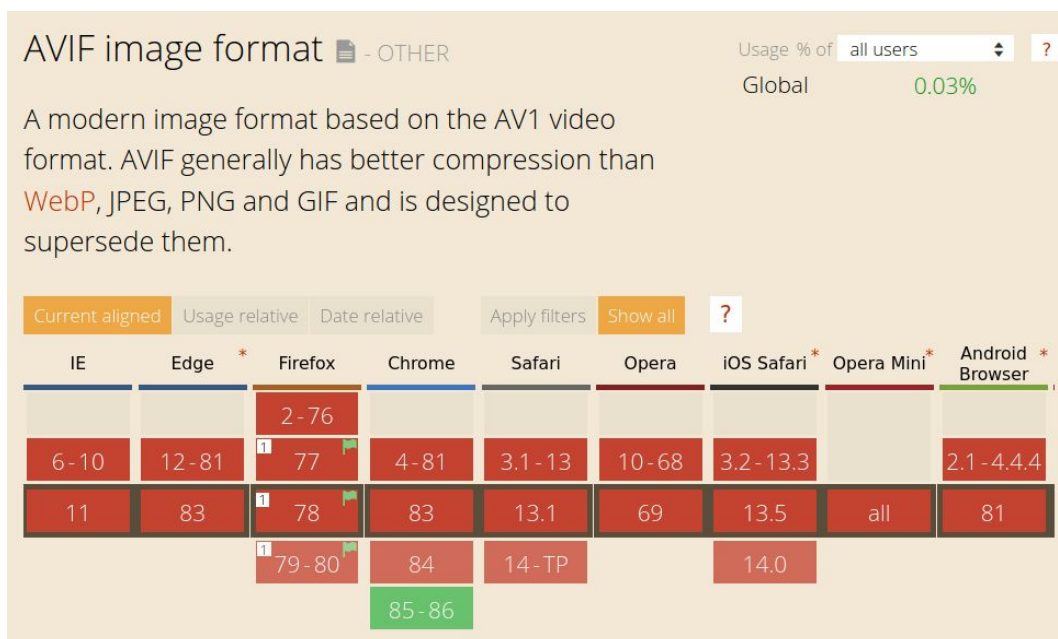 AVIF image format - OTHER
Usage % of all users ?
Global 0.03%
A modern image format based on the AV1 video
format. AVIF generally has better compression than
WebP, JPEG, PNG and GIF and is designed to
supersede them.
Current aligned Usage relative Date relative Apply filters Show all ?
IE Edge * Firefox Chrome Safari Opera iOS Safari * Opera Mini * Android Browser *
2-76
6-10 12-81 1 77 4-81 3.1-13 10-68 3.2-13.3 2.1-4.4.4
11 83 1 78 83 13.1 69 13.5 all 81
1 79-80 84 14-TP 14.0
85-86